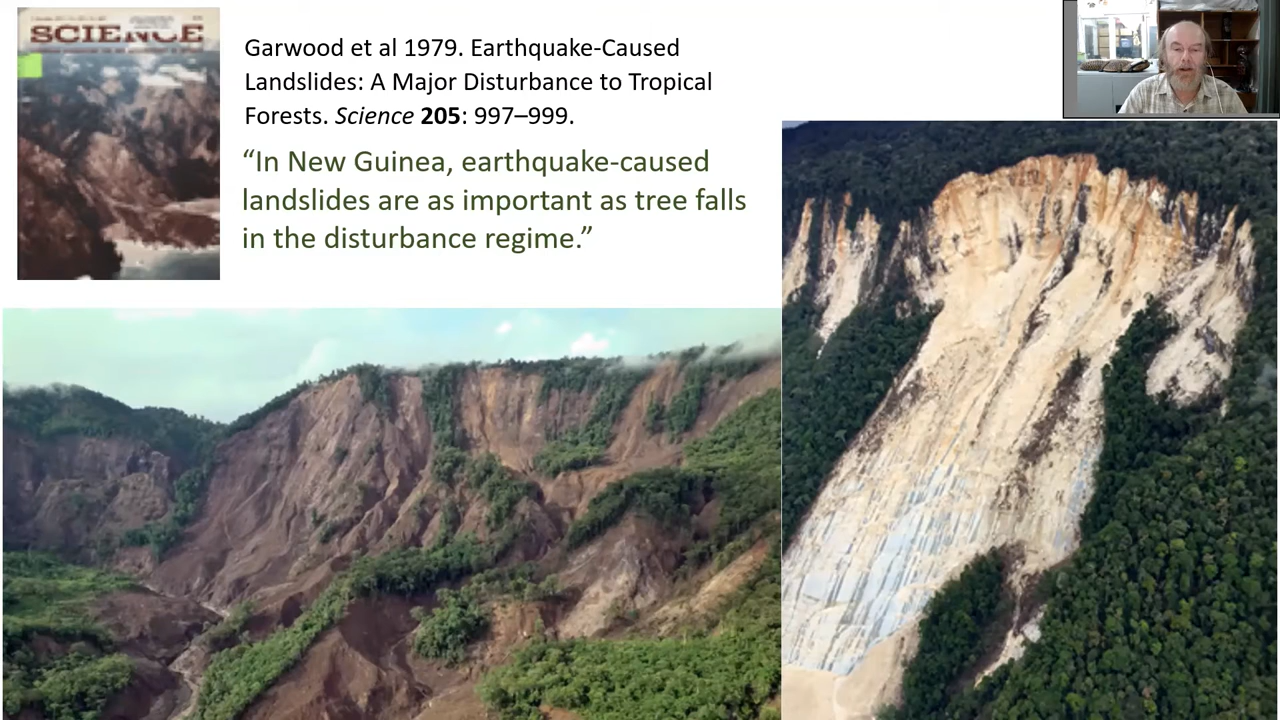 SCIENCE
Garwood et al 1979. Earthquake-Caused
Landslides: A Major Disturbance to Tropical
Forests. Science 205: 997–999.
“In New Guinea, earthquake-caused
landslides are as important as tree falls
in the disturbance regime.”